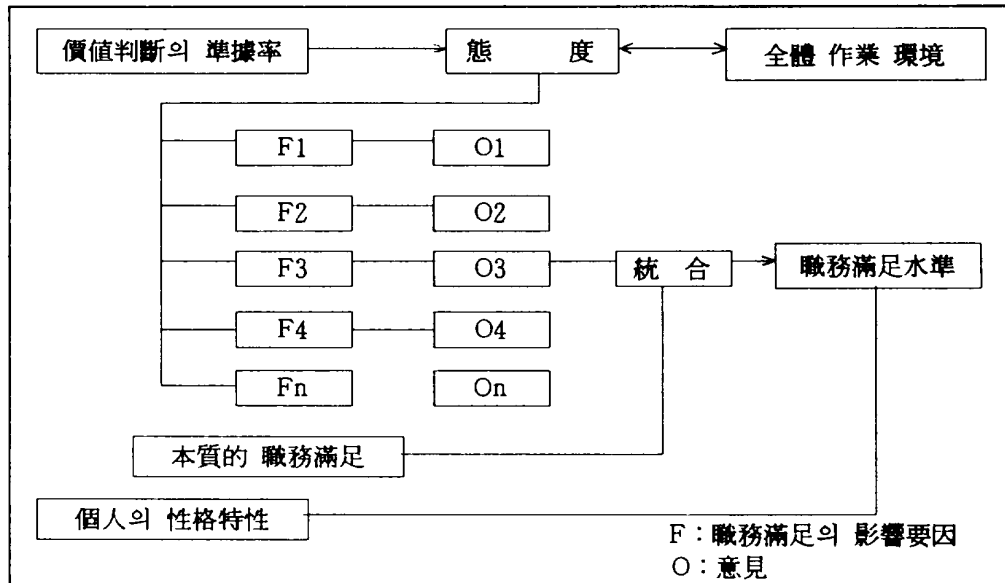 價値判斷의 準據率
態 度
全體 作業 環境
F1
O1
F2
O2
F3
O3
統 合
職務滿足水準
F4
O4
Fn
On
本質的 職務滿足
個人의 性格特性
F:職務滿足의 影響要因
O:意見